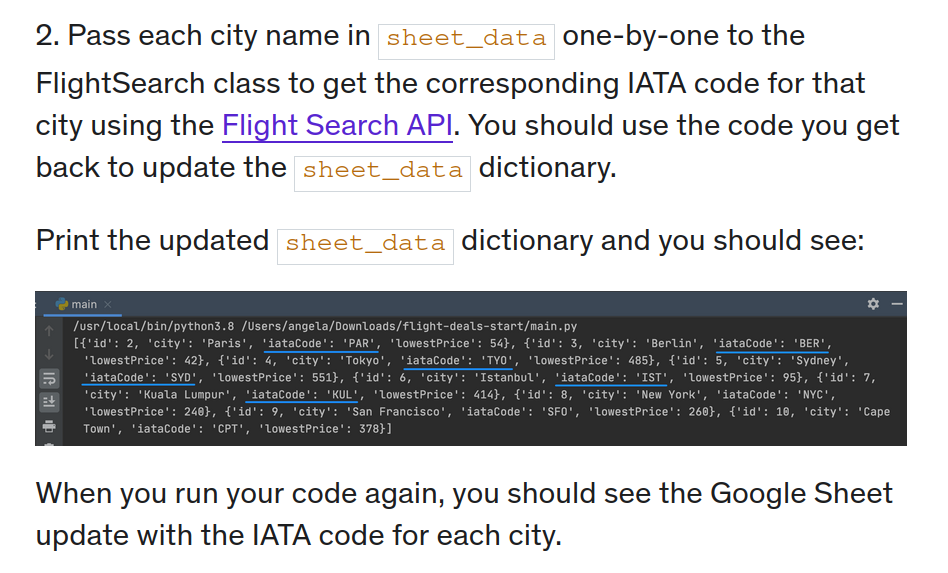 2. Pass each city name in sheet_data one-by-one to the
FlightSearch class to get the corresponding IATA code for that
city using the Flight Search API. You should use the code you get
back to update the sheet_data dictionary.
Print the updated sheet_data dictionary and you should see:
main
/usr/local/bin/python3.8 /Users/angela/Downloads/flight-deals-start/main.py
[{'id': 2, 'city': 'Paris', 'iataCode': 'PAR', 'lowestPrice': 54}, {'id': 3, 'city': 'Berlin', 'iataCode': 'BER',
'lowestPrice': 42}, {'id': 4, 'city': 'Tokyo', 'iataCode': 'TYO', 'lowestPrice': 485}, {'id': 5, 'city': 'Sydney',
'iataCode': 'SYD', 'lowestPrice': 551}, {'id': 6, 'city': 'Istanbul', 'iataCode': 'IST', 'lowestPrice': 95}, {'id': 7,
'city': 'Kuala Lumpur', 'iataCode': 'KUL', 'lowestPrice': 414}, {'id': 8, 'city': 'New York', 'iataCode': 'NYC',
'lowestPrice': 240}, {'id': 9, 'city': 'San Francisco', 'iataCode': 'SFO', 'lowestPrice': 260}, {'id': 10, 'city': 'Cape
Town', 'iataCode': 'CPT', 'lowestPrice': 378}]
When you run your code again, you should see the Google Sheet
update with the IATA code for each city.